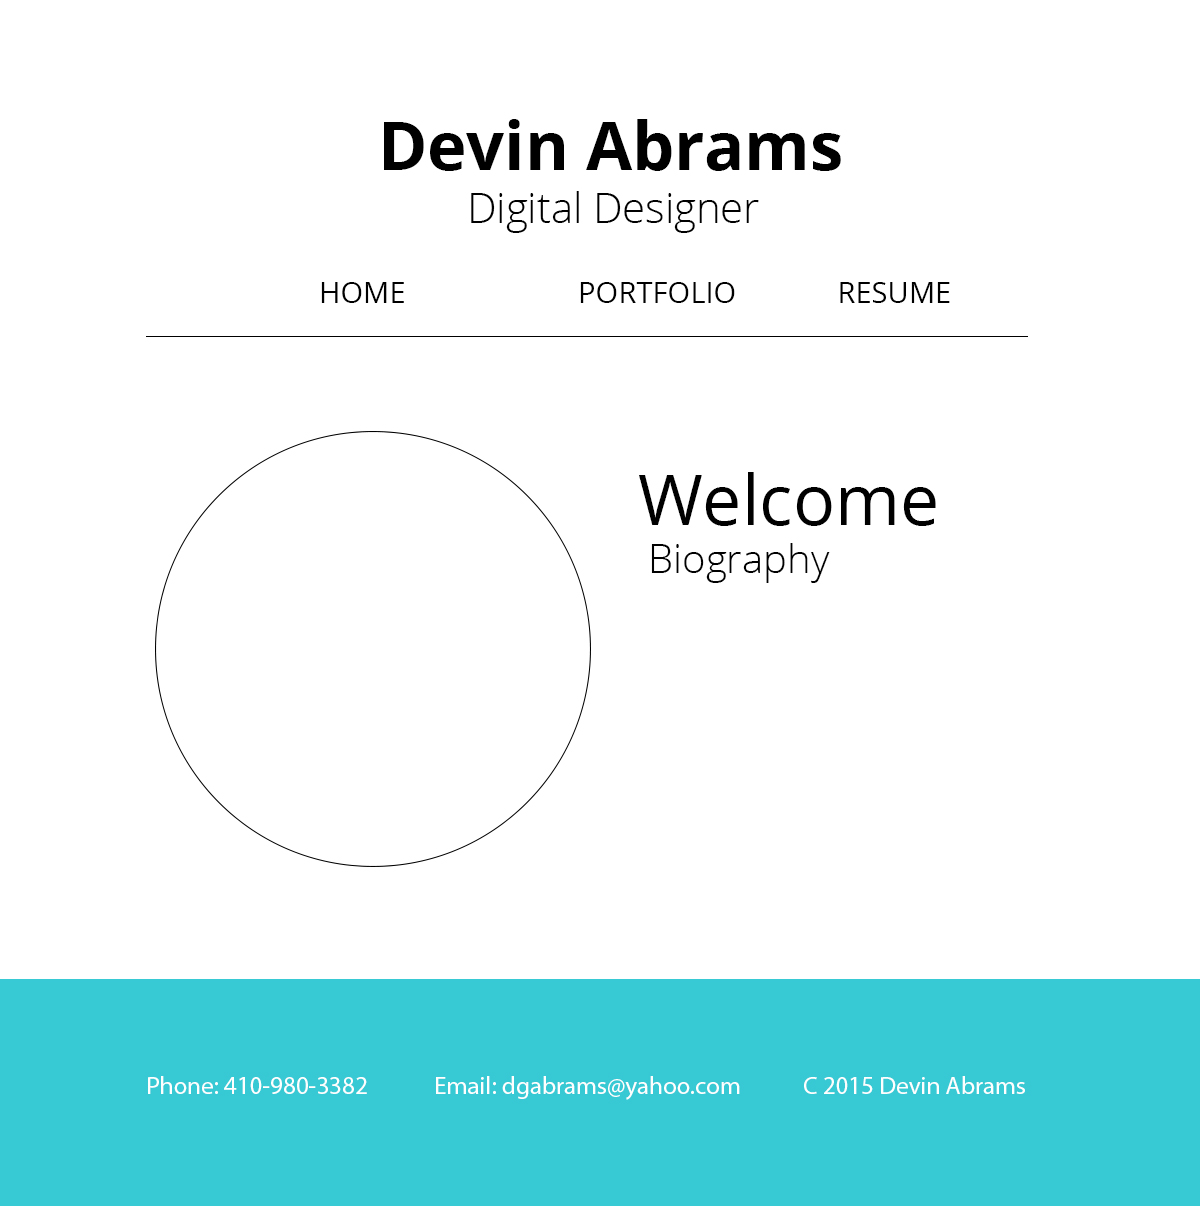 Devin Abrams
Digital Designer
HOME PORTFOLIO RESUME
Welcome
Biography
Phone: 410-980-3382 Email: dgabrams@yahoo.com C 2015 Devin Abrams